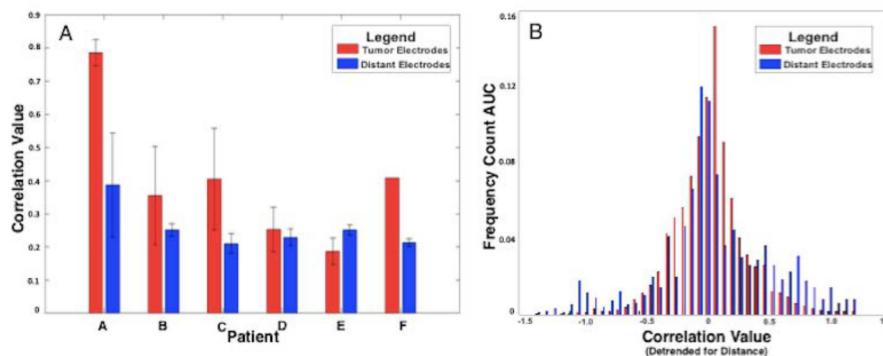 A
Legend
Tumor Electrodes
Distant Electrodes
Correlation Value
0.9
0.8
0.7
0.6
0.5
0.4
0.3
0.2
0.1
0
A B C D E F
Patient
B
Legend
Tumor Electrodes
Distant Electrodes
Frequency Count AUC
0.16
0.12
0.08
0.04
0
-1.5 -1.0 -0.5 0 0.5 1.0
Correlation Value
(Detrended for Distance)